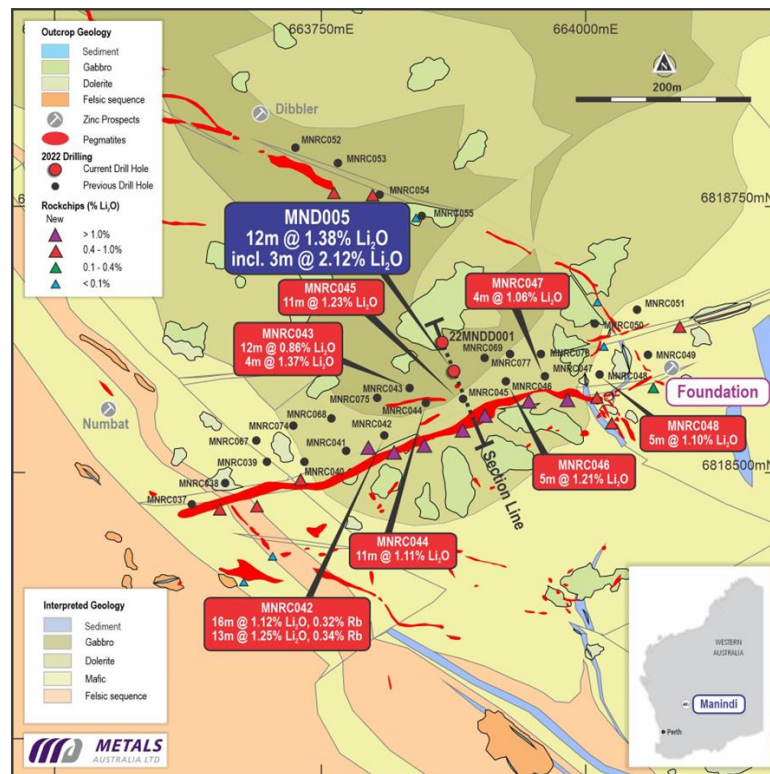 663750mE
664000mE
Outcrop Geology
Sediment
Gabbro
Dolerite
Felsic sequence
Zinc Prospects
Pegmatites
2022 Drilling
Current Drill Hole
Previous Drill Hole
Rockchips (% Li₂O)
New
> 1.0%
0.4 - 1.0%
0.1 - 0.4%
< 0.1%
N
200m
Dibbler
MNRC052
MNRC053
MNRC054
MNRC055
6818750mN
MND005
12m @ 1.38% Li₂O
incl. 3m @ 2.12% Li₂O
MNRC045
11m @ 1.23% Li₂O
MNRC047
4m @ 1.06% Li₂O
MNRC043
12m @ 0.86% Li₂O
4m @ 1.37% Li₂O
22MNDD001
MNRC051
MNRC050
MNRC069
MNRC077
MNRC076
MNRC049
MNRC047
MNRC048
MNRC046
MNRC045
MNRC043
MNRC075
MNRC044
Foundation
Numbat
MNRC068
MNRC074
MNRC042
MNRC067
MNRC041
MNRC039
MNRC040
MNRC038
MNRC037
MNRC048
5m @ 1.10% Li₂O
MNRC046
5m @ 1.21% Li₂O
6818500mN
Section Line
MNRC044
11m @ 1.11% Li₂O
MNRC042
16m @ 1.12% Li₂O, 0.32% Rb
13m @ 1.25% Li₂O, 0.34% Rb
Interpreted Geology
Sediment
Gabbro
Dolerite
Mafic
Felsic sequence
WESTERN
AUSTRALIA
Manindi
Perth
METALS
AUSTRALIA LTD